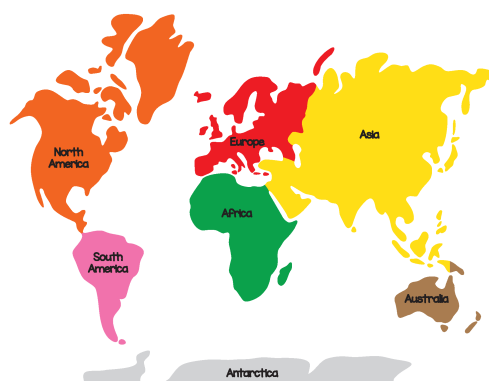 North
America
Europe
Asia
Africa
South
America
Australia
Antarctica